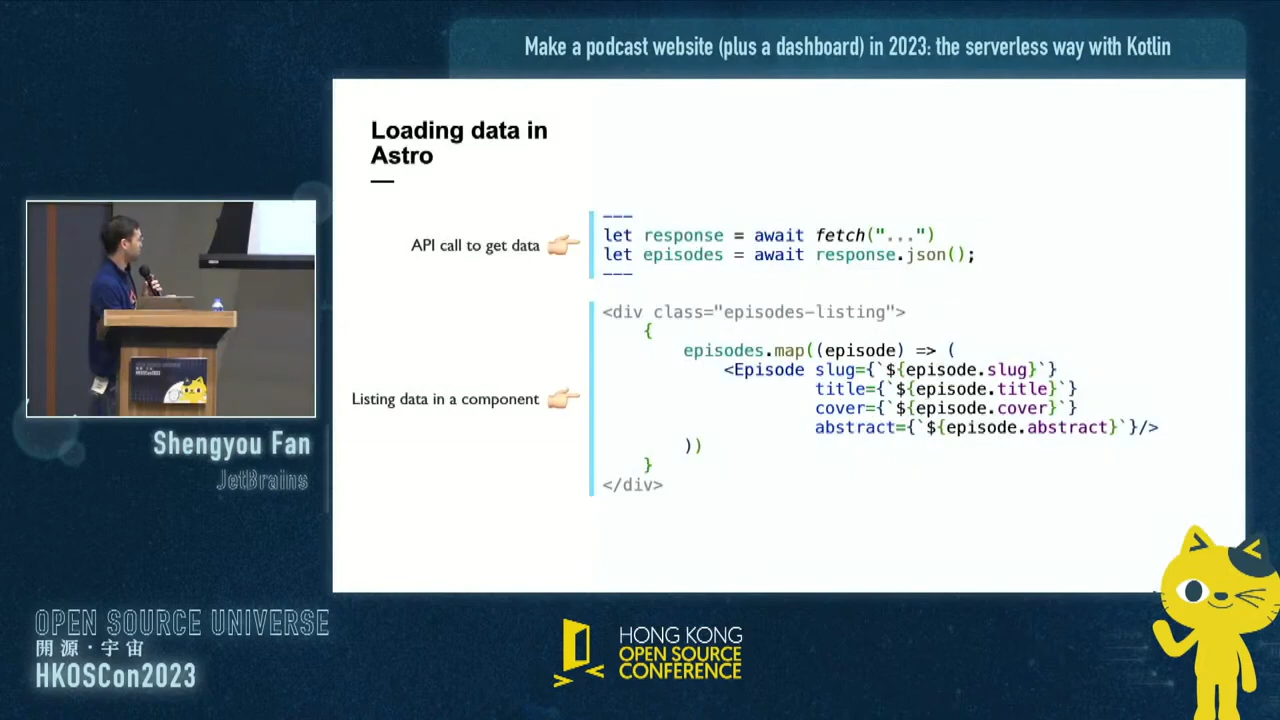 Make a podcast website (plus a dashboard) in 2023: the serverless way with Kotlin
Loading data in
Astro
API call to get data
---
let response = await fetch("...")
let episodes = await response.json();
---
Listing data in a component
<div class="episodes-listing">
{
episodes.map((episode) => (
<Episode slug={`${episode.slug}`}
title={`${episode.title}`}
cover={`${episode.cover}`}
abstract={`${episode.abstract}`}/>
))
}
</div>
HKOSCon2023
Shengyou Fan
JetBrains
OPEN SOURCE UNIVERSE
開源·宇宙
HKOSCon2023
HONG KONG
OPEN SOURCE
CONFERENCE